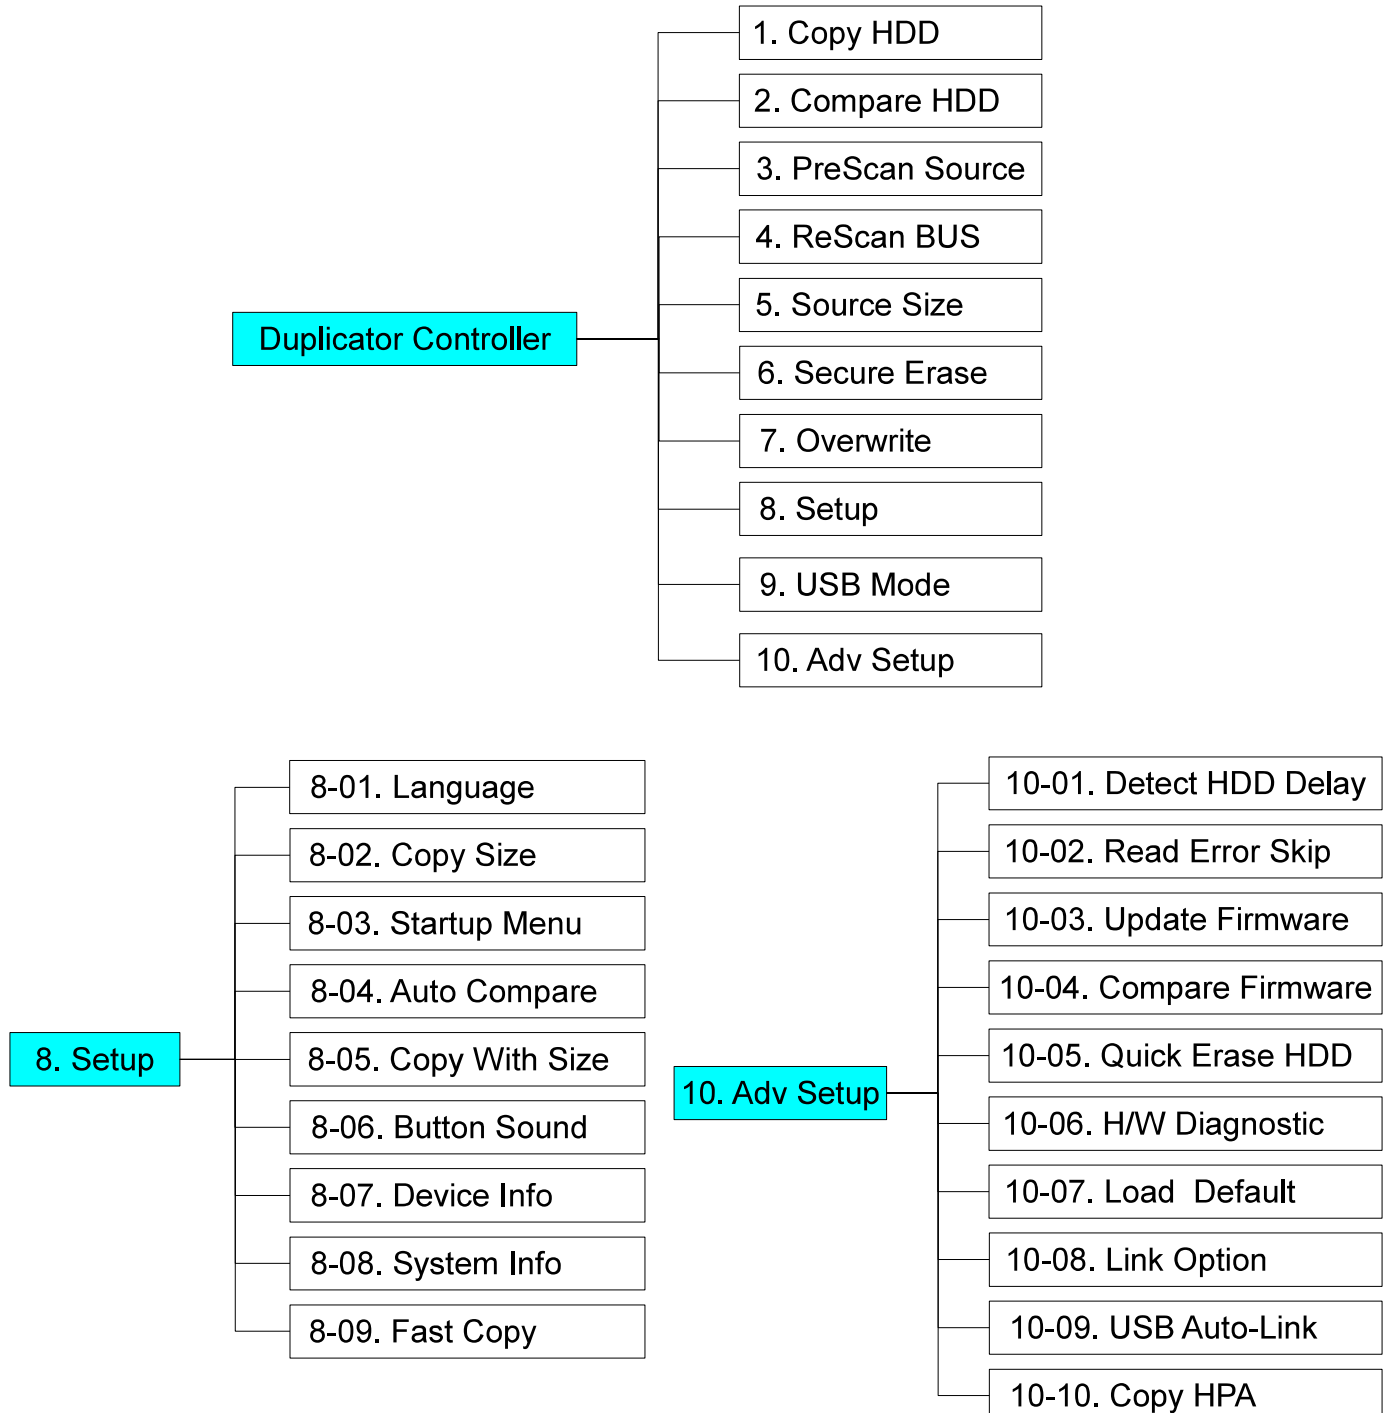 1. Copy HDD
2. Compare HDD
3. PreScan Source
4. ReScan BUS
5. Source Size
Duplicator Controller
6. Secure Erase
7. Overwrite
8. Setup
9. USB Mode
10. Adv Setup
8-01. Language
8-02. Copy Size
8-03. Startup Menu
8-04. Auto Compare
8. Setup
8-05. Copy With Size
8-06. Button Sound
8-07. Device Info
8-08. System Info
8-09. Fast Copy
10-01. Detect HDD Delay
10-02. Read Error Skip
10-03. Update Firmware
10-04. Compare Firmware
10-05. Quick Erase HDD
10. Adv Setup
10-06. H/W Diagnostic
10-07. Load  Default
10-08. Link Option
10-09. USB Auto-Link
10-10. Copy HPA